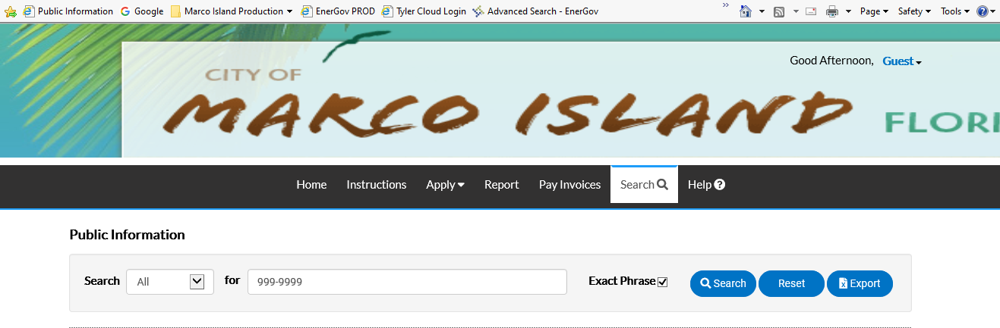 Public Information Google Marco Island Production EnerGov PROD Tyler Cloud Login Advanced Search - EnerGov » Page Safety Tools
Good Afternoon, Guest
CITY OF
MARCO ISLAND
FLORI
Home Instructions Apply Report Pay Invoices Search Help
Public Information
Search All for 999-9999 Exact Phrase Search Reset Export